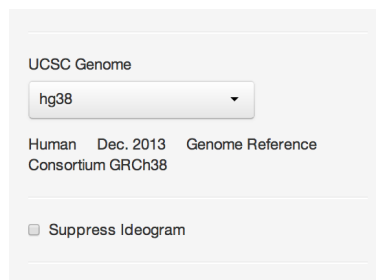 UCSC Genome
hg38
Human Dec. 2013 Genome Reference
Consortium GRCh38
Suppress Ideogram